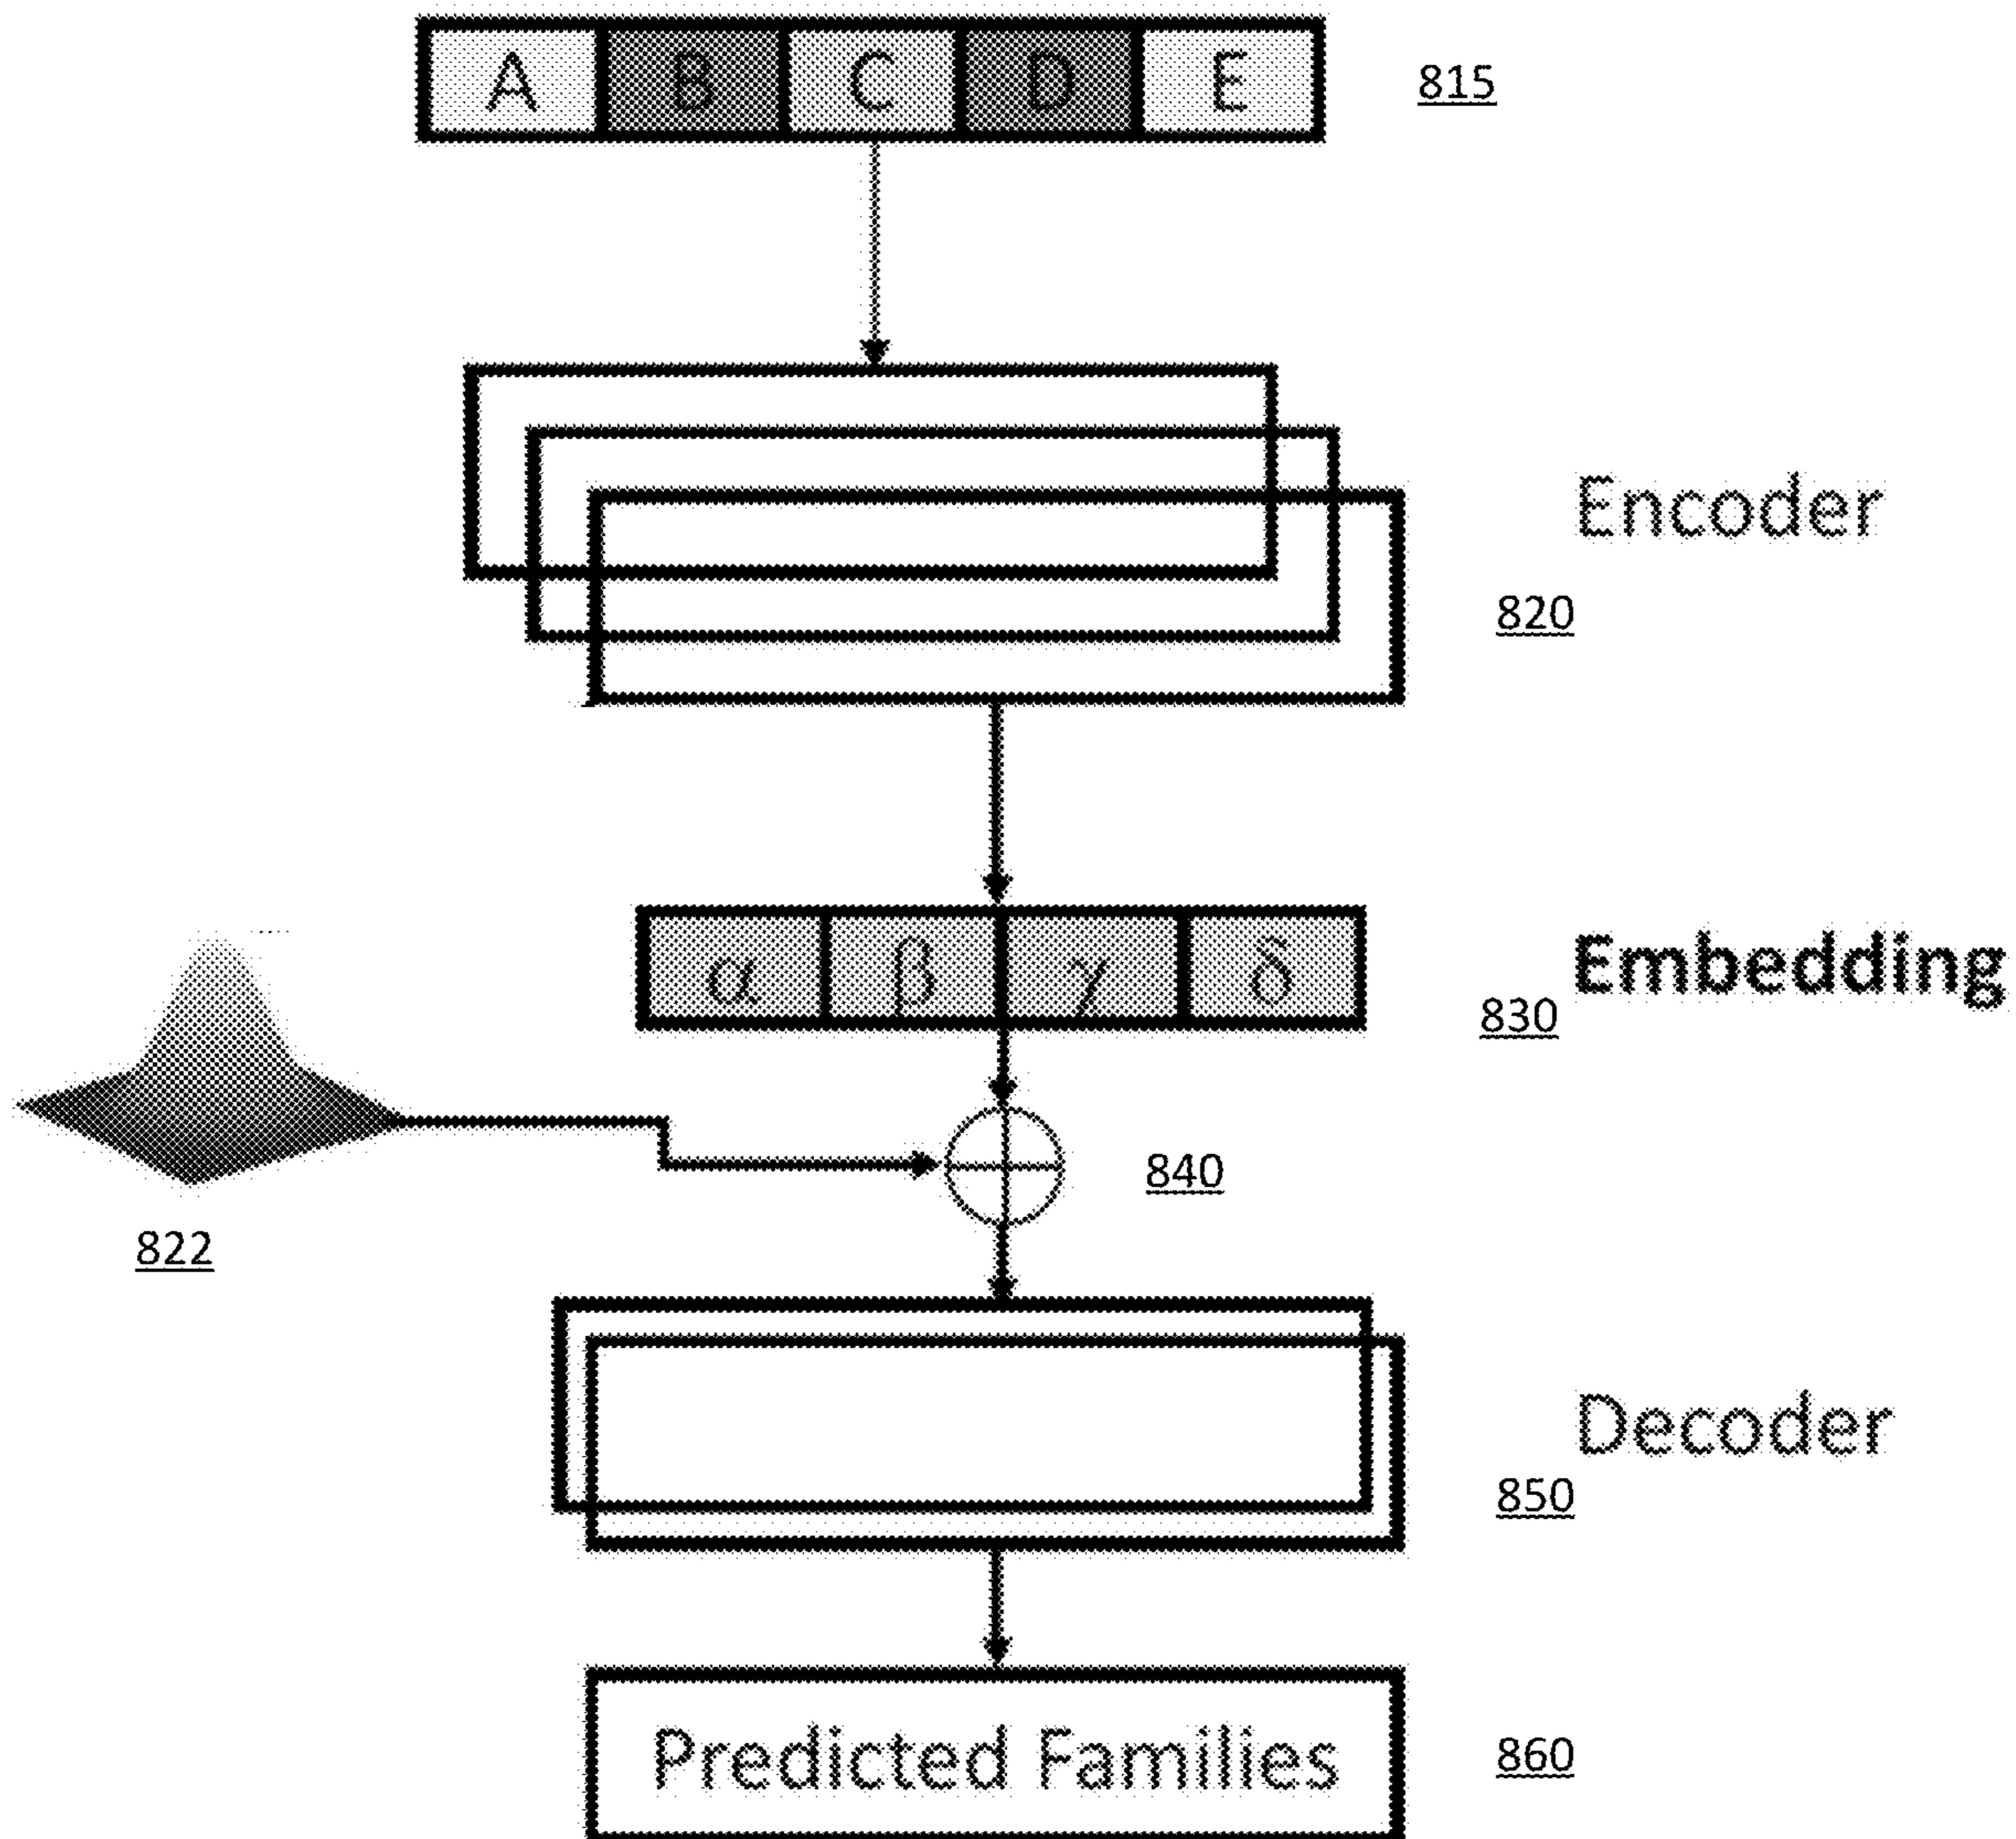 A B C D E 815
Encoder
820
α β γ δ
Embedding
830
840
822
Decoder
850
Predicted Families 860